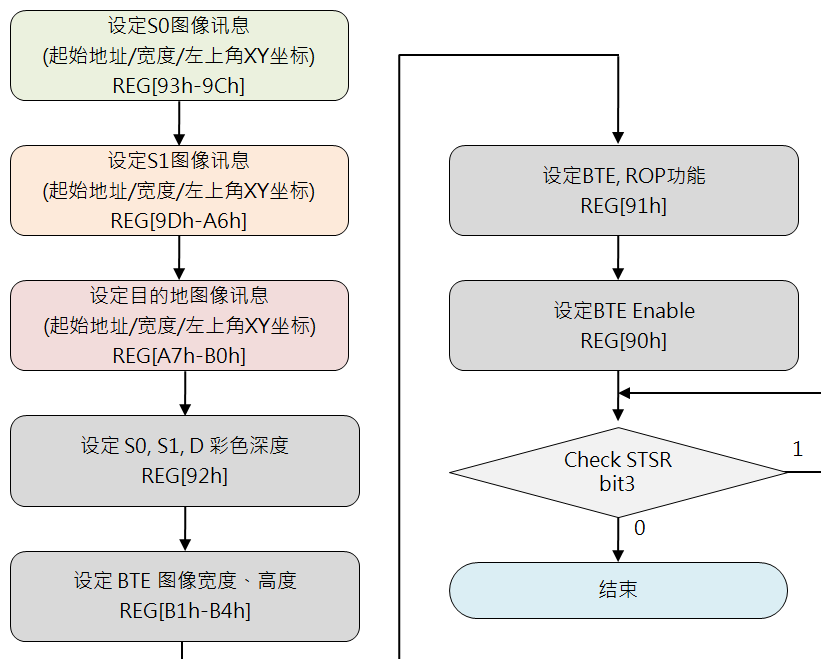 设定S0图像讯息
(起始地址/宽度/左上角XY坐标)
REG[93h-9Ch]
设定S1图像讯息
(起始地址/宽度/左上角XY坐标)
REG[9Dh-A6h]
设定目的地图像讯息
(起始地址/宽度/左上角XY坐标)
REG[A7h-B0h]
设定 S0, S1, D 彩色深度
REG[92h]
设定 BTE 图像宽度、高度
REG[B1h-B4h]
设定BTE, ROP功能
REG[91h]
设定BTE Enable
REG[90h]
Check STSR
bit3
1
0
结束